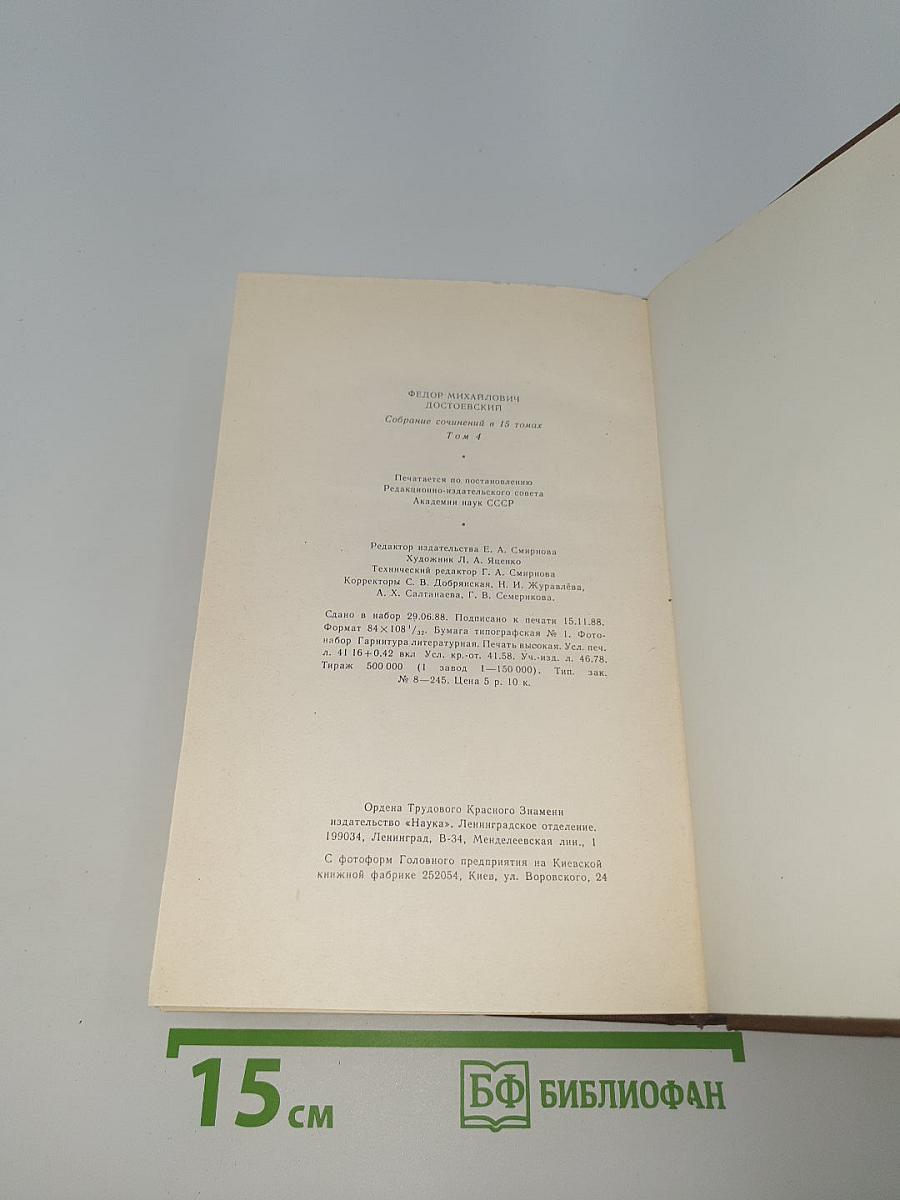 ФЕДОР МИХАЙЛОВИЧ
ДОСТОЕВСКИЙ
Собрание сочинений в 15 томах
Том 4
*
Печатается по постановлению
Редакционно-издательского совета
Академии наук СССР
*
Редактор издательства Е. А. Смирнова
Художник Л. А. Яценко
Технический редактор Г. А. Смирнова
Корректоры С. В. Добрянская, Н. И. Журавлёва,
А. Х. Салтанаева, Г. В. Семерикова.
Сдано в набор 29.06.88. Подписано к печати 15.11.88.
Формат 84×108 1/32. Бумага типографская № 1. Фото-
набор Гарнитура литературная. Печать высокая. Усл. печ.
л. 41 16+0,42 вкл Усл. кр.-от. 41.58. Уч.-изд. л. 46.78.
Тираж 500 000 (1 завод 1—150 000). Тип. зак.
№ 8—245. Цена 5 р. 10 к.
Ордена Трудового Красного Знамени
издательство «Наука». Ленинградское отделение.
199034, Ленинград, В-34, Менделеевская лин., 1
С фотоформ Головного предприятия на Киевской
книжной фабрике 252054, Киев, ул. Воровского, 24
15 см
БФ БИБЛИОФАН